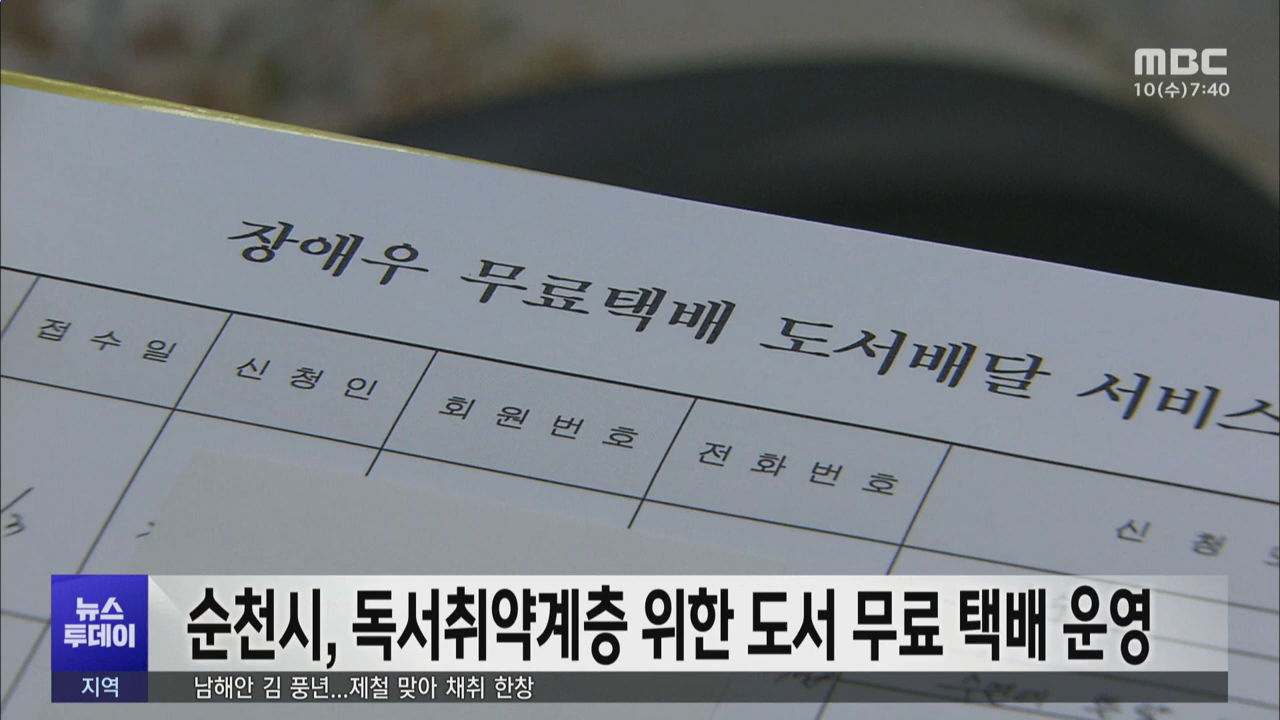 MBC
10(수)7:40
장애우 무료택배 도서배달 서비스
접수일 신청인 회원번호 전화번호 신청
뉴스
투데이
순천시, 독서취약계층 위한 도서 무료 택배 운영
지역
남해안 김 풍년...제철 맞아 채취 한창